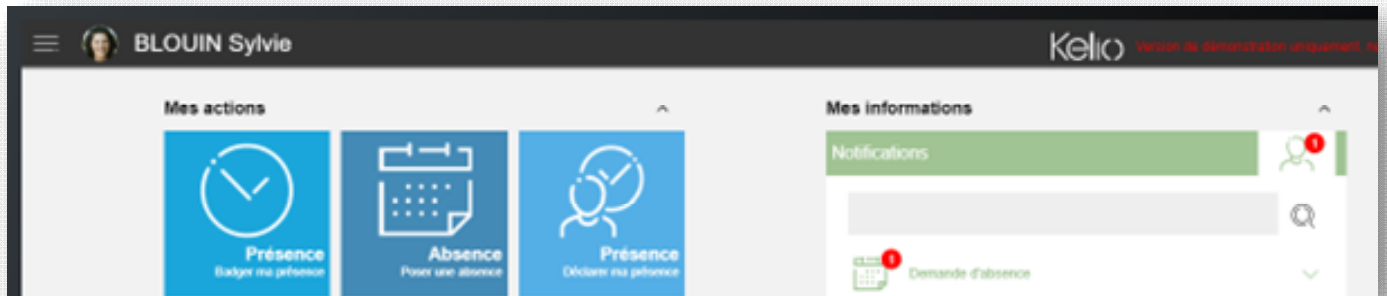 BLOUIN Sylvie
Kelio
Version de démonstration uniquement.
Mes actions
Mes informations
Notifications
1
Présence
Badger ma présence
Absence
Poser une absence
Présence
Déclarer ma présence
1
Demande d'absence